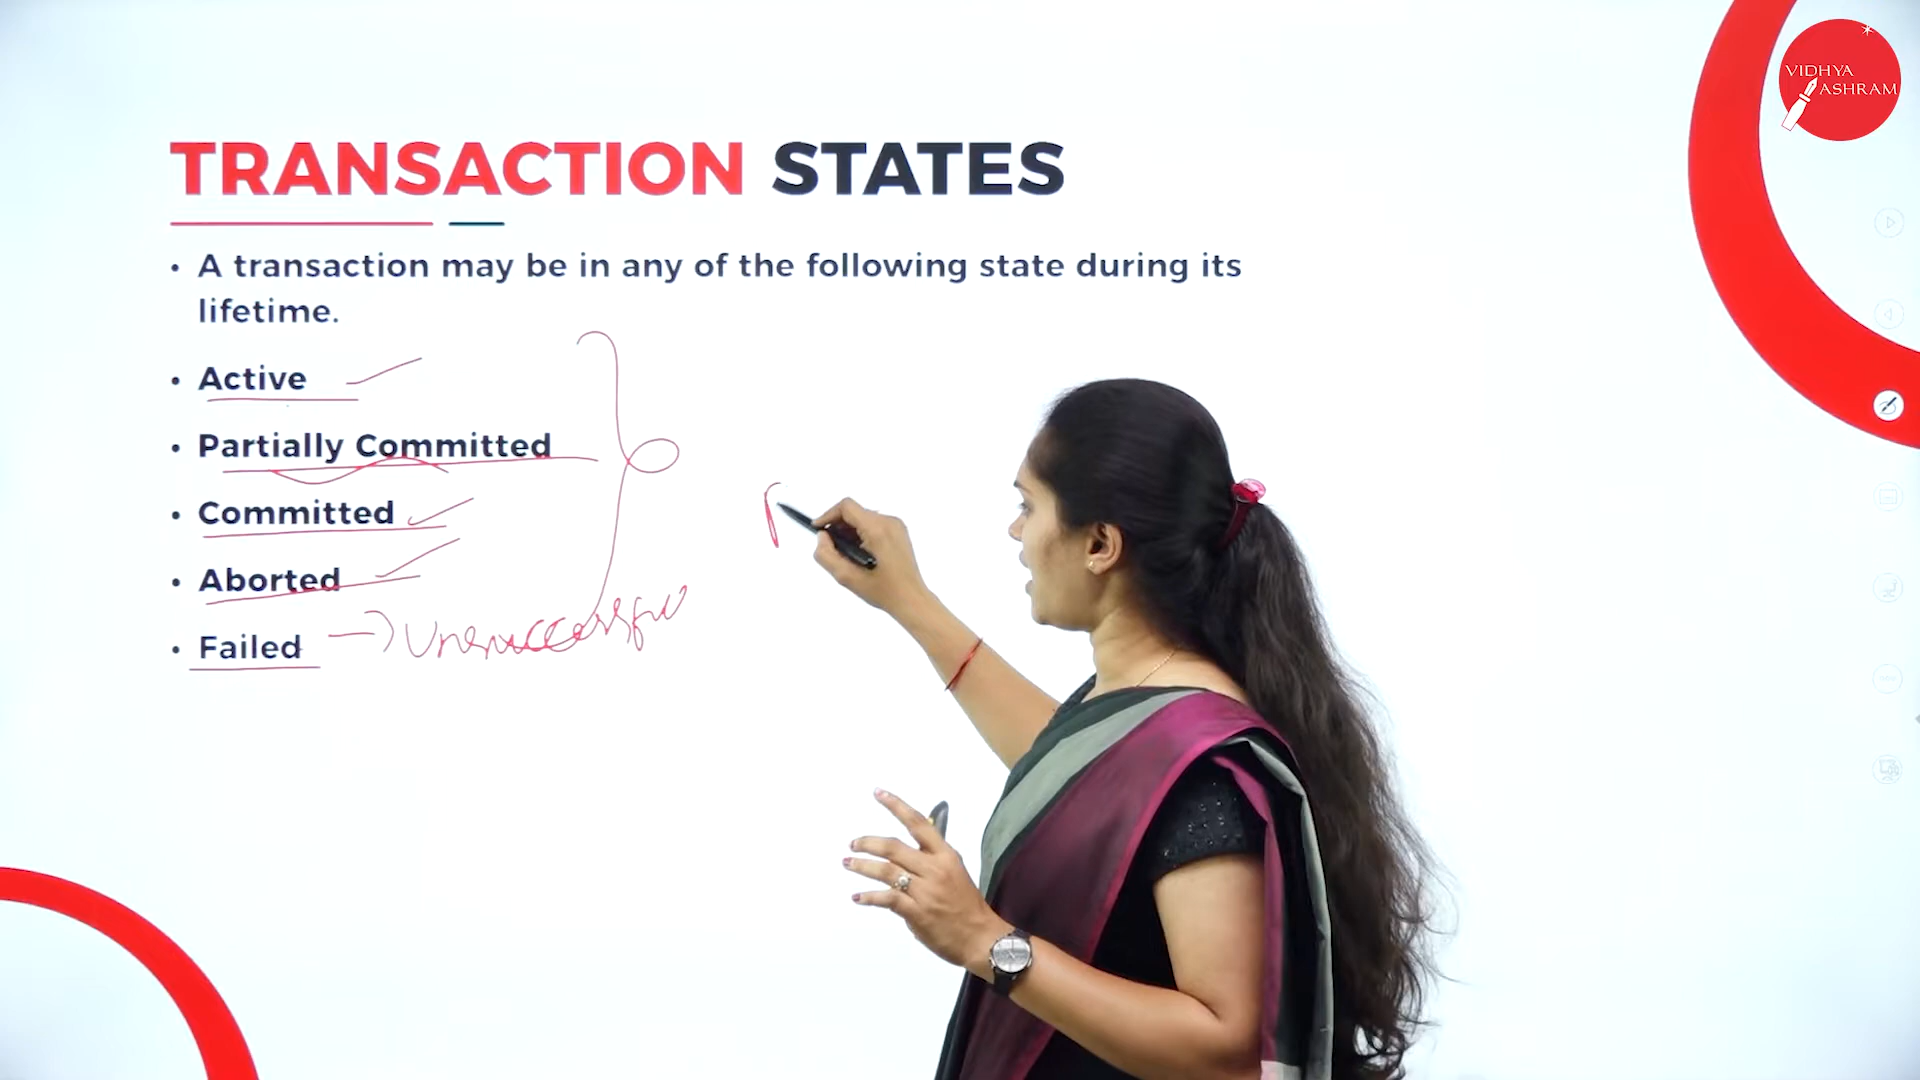 VIDHYA
ASHRAM
TRANSACTION STATES
• A transaction may be in any of the following state during its
lifetime.
• Active
• Partially Committed
• Committed
• Aborted
• Failed → Unsuccessful